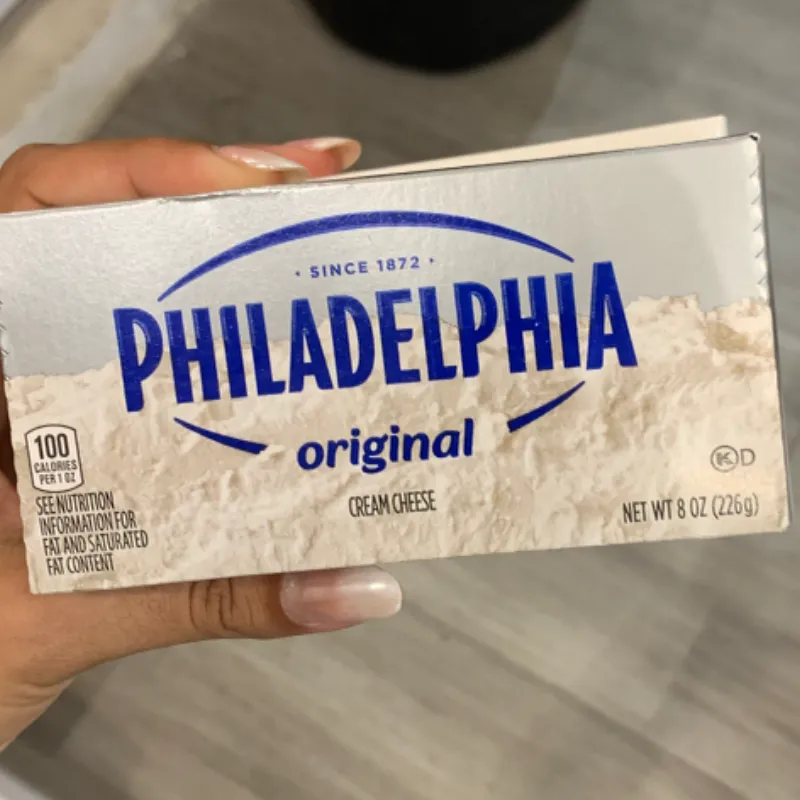 · SINCE 1872 ·
PHILADELPHIA
original
CREAM CHEESE
100
CALORIES
PER 1 OZ
SEE NUTRITION
INFORMATION FOR
FAT AND SATURATED
FAT CONTENT
K D
NET WT 8 OZ (226g)